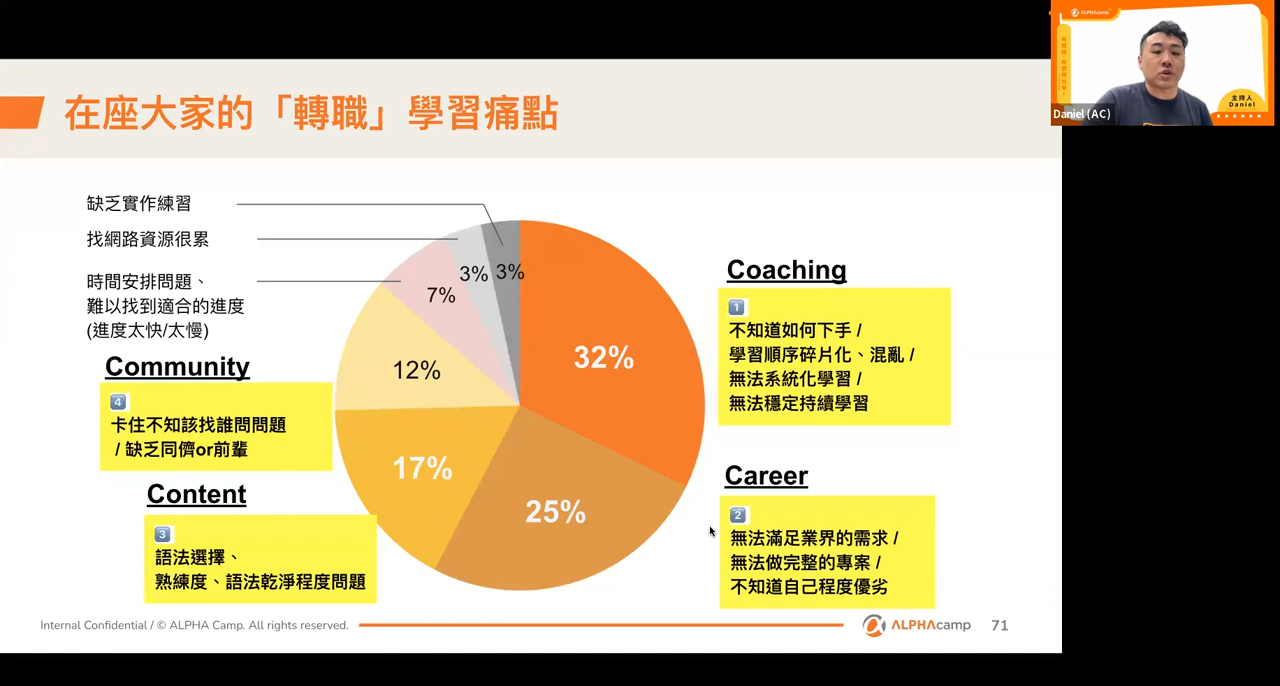 在座大家的「轉職」學習痛點
缺乏實作練習
找網路資源很累
時間安排問題、
難以找到適合的進度
(進度太快/太慢)
Community
4
卡住不知該找誰問問題
/ 缺乏同儕or前輩
Content
3
語法選擇、
熟練度、語法乾淨程度問題
3%
3%
7%
12%
17%
25%
32%
Coaching
1
不知道如何下手 /
學習順序碎片化、混亂 /
無法系統化學習 /
無法穩定持續學習
Career
2
無法滿足業界的需求 /
無法做完整的專案 /
不知道自己程度優劣
Internal Confidential / © ALPHA Camp. All rights reserved.
ALPHAcamp
71
ALPHAcamp
主持人
Daniel
Daniel (AC)